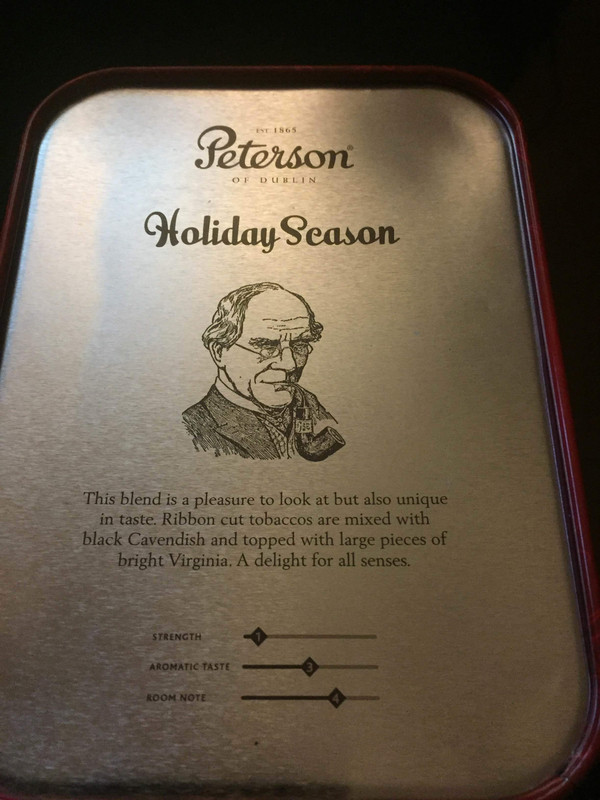 EST 1865
Peterson®
OF DUBLIN
Holiday Season
This blend is a pleasure to look at but also unique
in taste. Ribbon cut tobaccos are mixed with
black Cavendish and topped with large pieces of
bright Virginia. A delight for all senses.
STRENGTH 1
AROMATIC TASTE 3
ROOM NOTE 4